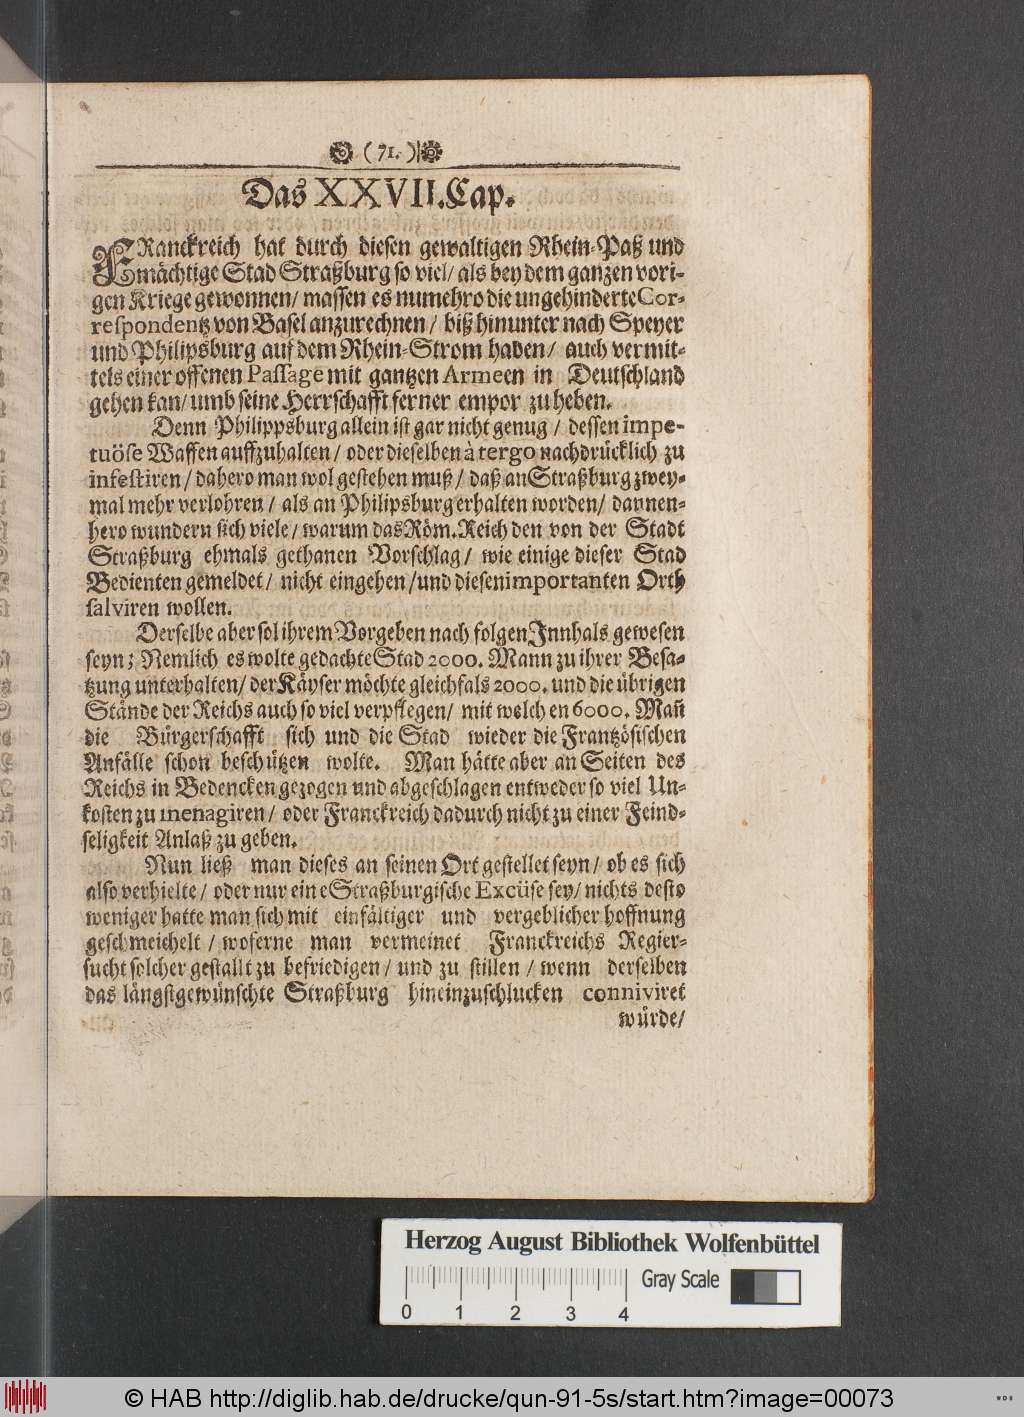 ( 71. )
Das XXVII. Cap.
FRanckreich hat durch diesen gewaltigen Rhein-Paß und
mächtige Stad Straßburg so viel/ als bey dem ganzen vori-
gen Kriege gewonnen/ massen es numehro die ungehinderte Cor-
respondentz von Basel anzurechnen/ biß hinunter nach Speyer
und Philipsburg auf dem Rhein-Strom haben/ auch vermit-
tels einer offenen Passage mit gantzen Armeen in Deutschland
gehen kan/ umb seine Herrschafft ferner empor zu heben.
Denn Philippsburg allein ist gar nicht genug/ dessen impe-
tuöse Waffen auffzuhalten/ oder dieselben à tergo nachdrücklich zu
infestiren/ dahero man wol gestehen muß/ daß an Straßburg zwey-
mal mehr verlohren/ als an Philipsburg erhalten worden/ dannen-
hero wundern sich viele/ warum das Röm. Reich den von der Stadt
Straßburg ehmals gethanen Vorschlag/ wie einige dieser Stad
Bedienten gemeldet/ nicht eingehen/ und diesen importanten Orth
salviren wollen.
Derselbe aber sol ihrem Vorgeben nach folgen Innhals gewesen
seyn; Nemlich es wolte gedachte Stad 2000. Mann zu ihrer Besa-
tzung unterhalten/ der Käyser möchte gleichfals 2000. und die übrigen
Stände der Reichs auch so viel verpflegen/ mit welchen 6000. Mañ
die Bürgerschafft sich und die Stad wieder die Frantzösischen
Anfälle schon beschützen wolte. Man hätte aber an Seiten des
Reichs in Bedencken gezogen und abgeschlagen entweder so viel Un-
kosten zu menagiren/ oder Franckreich dadurch nicht zu einer Feind-
seligkeit Anlaß zu geben.
Nun ließ man dieses an seinen Ort gestellet seyn/ ob es sich
also verhielte/ oder nur eine Straßburgische Excüse sey/ nichts desto
weniger hatte man sich mit einfältiger und vergeblicher hoffnung
geschmeichelt/ woferne man vermeinet Franckreichs Regier-
sucht solcher gestallt zu befriedigen/ und zu stillen/ wenn derselben
das längstgewünschte Straßburg hineinzuschlucken conniviret
würde/
Herzog August Bibliothek Wolfenbüttel
Gray Scale
0 1 2 3 4
© HAB http://diglib.hab.de/drucke/qun-91-5s/start.htm?image=00073